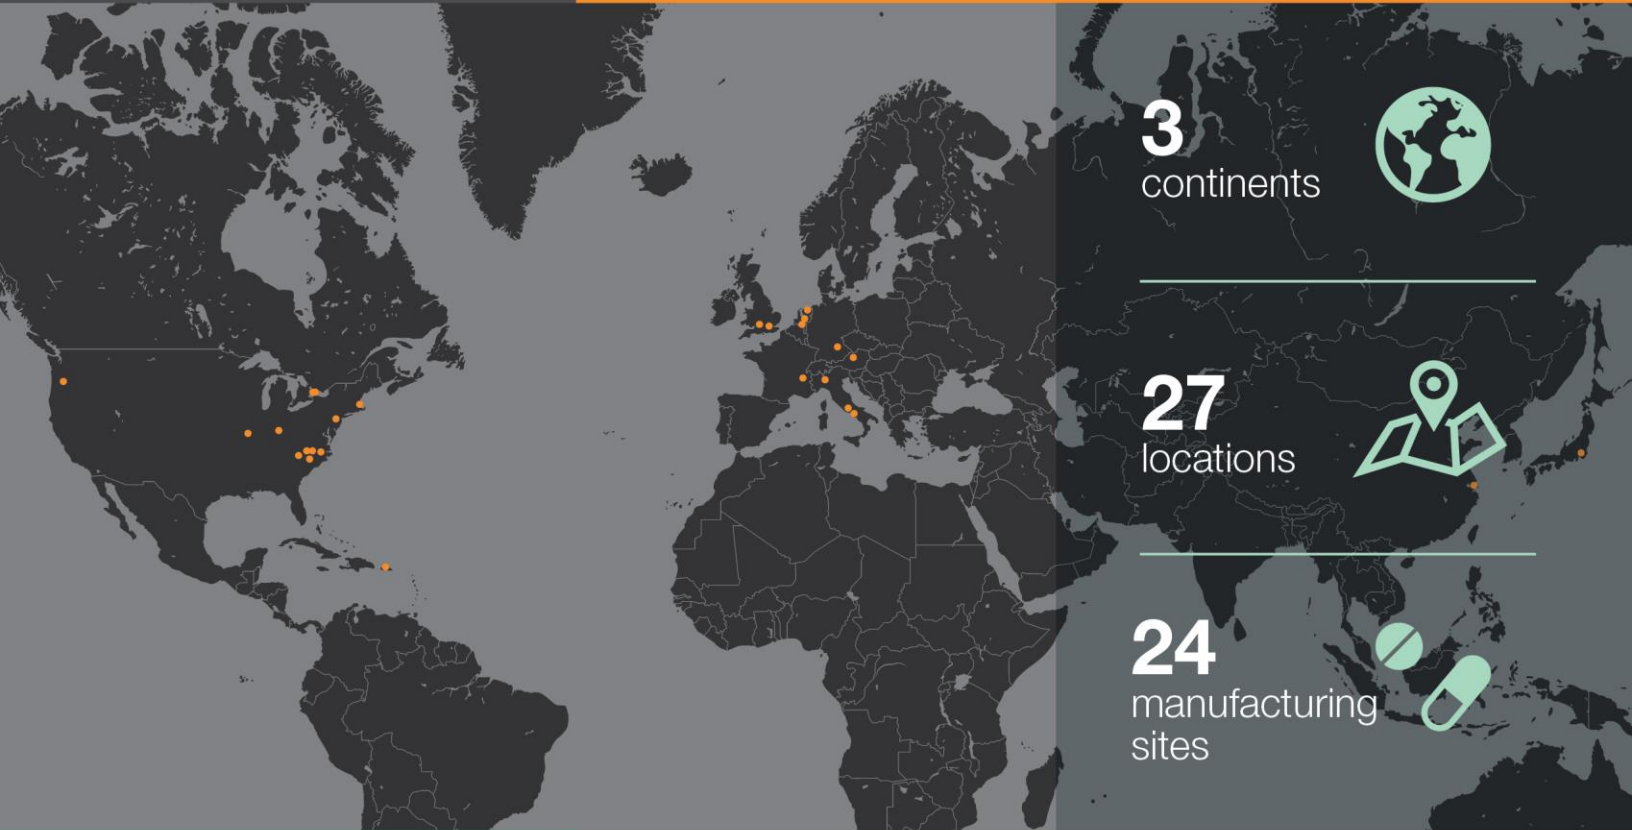 3
continents
27
locations
24
manufacturing
sites